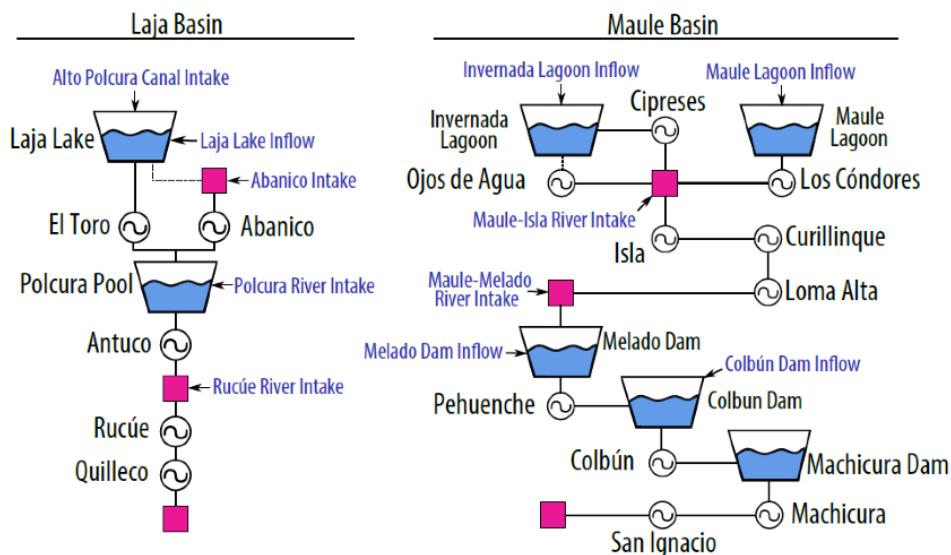 Laja Basin
Alto Polcura Canal Intake
Laja Lake
Laja Lake Inflow
Abanico Intake
El Toro
Abanico
Polcura Pool
Polcura River Intake
Antuco
Rucúe River Intake
Rucúe
Quilleco
Maule Basin
Invernada Lagoon Inflow
Maule Lagoon Inflow
Cipreses
Invernada
Lagoon
Maule
Lagoon
Ojos de Agua
Los Cóndores
Maule-Isla River Intake
Isla
Curillinque
Maule-Melado
River Intake
Loma Alta
Melado Dam Inflow
Melado Dam
Colbún Dam Inflow
Pehuenche
Colbun Dam
Colbún
Machicura Dam
Machicura
San Ignacio